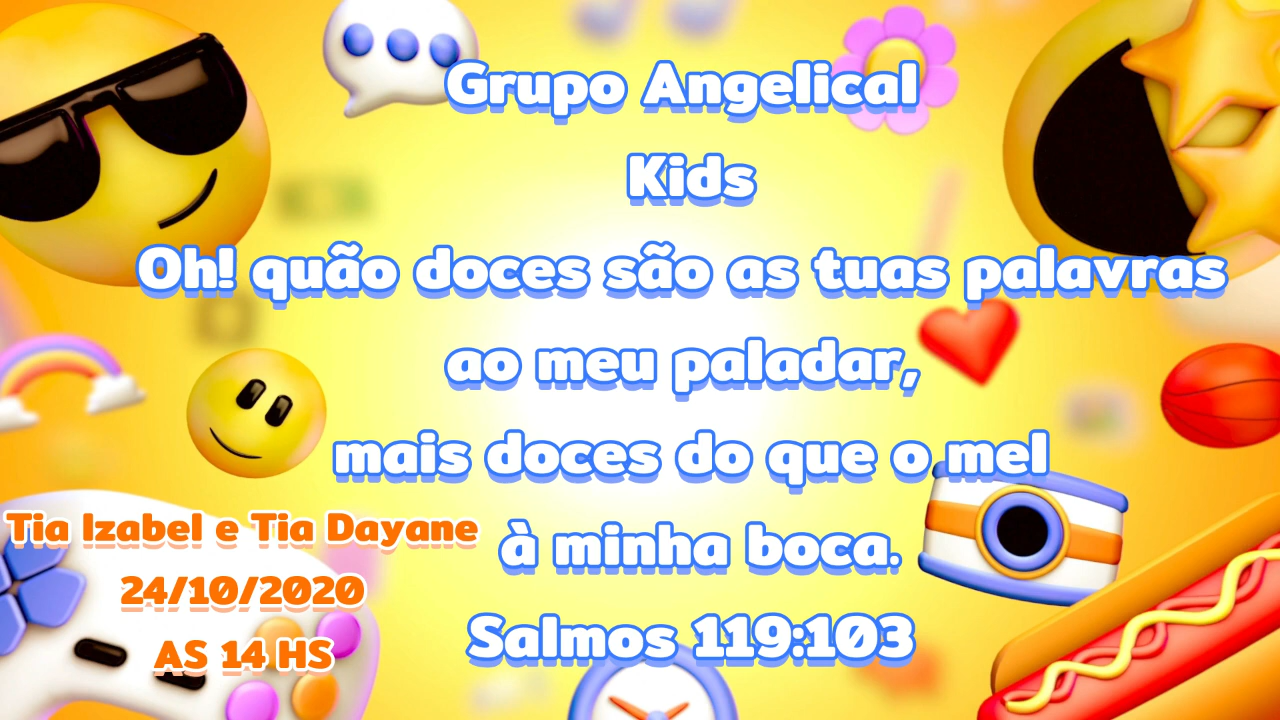 Grupo Angelical
Kids
Oh! quão doces são as tuas palavras
ao meu paladar,
mais doces do que o mel
à minha boca.
Salmos 119:103
Tia Izabel e Tia Dayane
24/10/2020
AS 14 HS